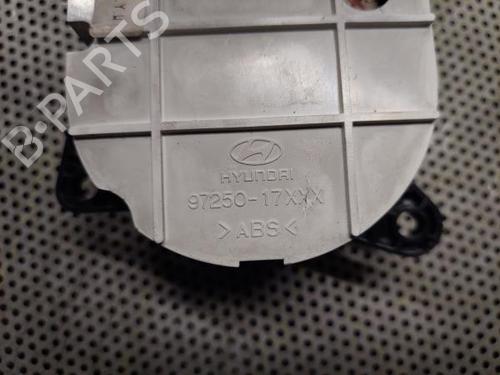 HYUNDAI
97250-17XXX
>ABS<
B-PARTS